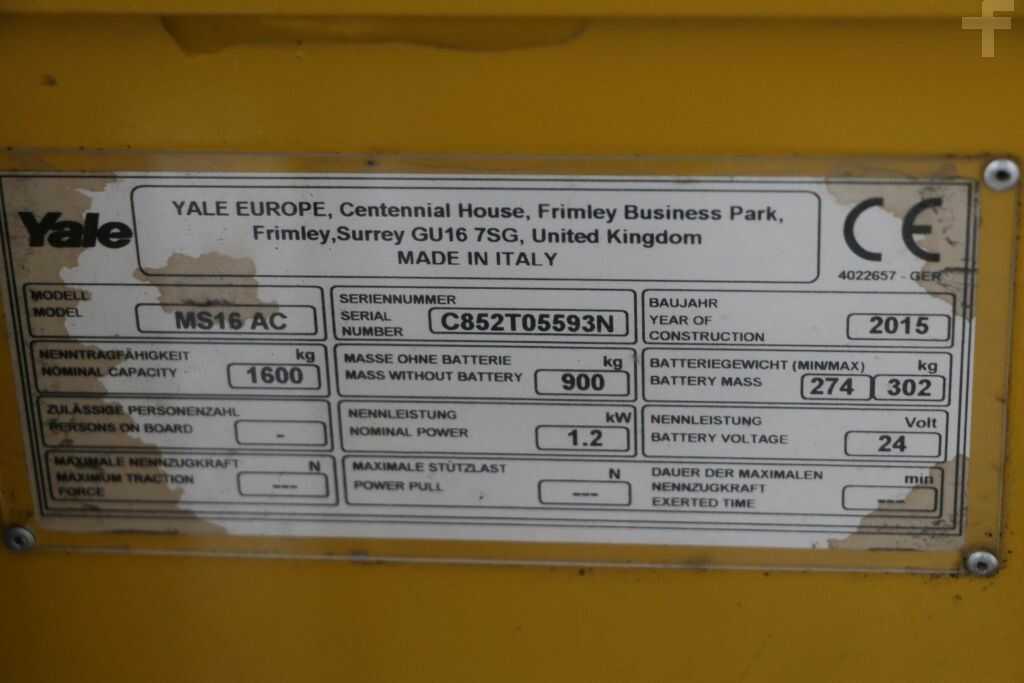 Yale
YALE EUROPE, Centennial House, Frimley Business Park,
Frimley,Surrey GU16 7SG, United Kingdom
MADE IN ITALY
CE
4022657 - GER
MODELL
MODEL
MS16 AC
SERIENNUMMER
SERIAL
NUMBER
C852T05593N
BAUJAHR
YEAR OF
CONSTRUCTION
2015
NENNTRAGFÄHIGKEIT kg
NOMINAL CAPACITY
1600
MASSE OHNE BATTERIE kg
MASS WITHOUT BATTERY
900
BATTERIEGEWICHT (MIN/MAX) kg
BATTERY MASS
274 302
ZULÄSSIGE PERSONENZAHL
PERSONS ON BOARD
-
NENNLEISTUNG kW
NOMINAL POWER
1.2
NENNLEISTUNG Volt
BATTERY VOLTAGE
24
MAXIMALE NENNZUGKRAFT N
MAXIMUM TRACTION
FORCE
---
MAXIMALE STÜTZLAST N
POWER PULL
---
DAUER DER MAXIMALEN min
NENNZUGKRAFT
EXERTED TIME
---
f